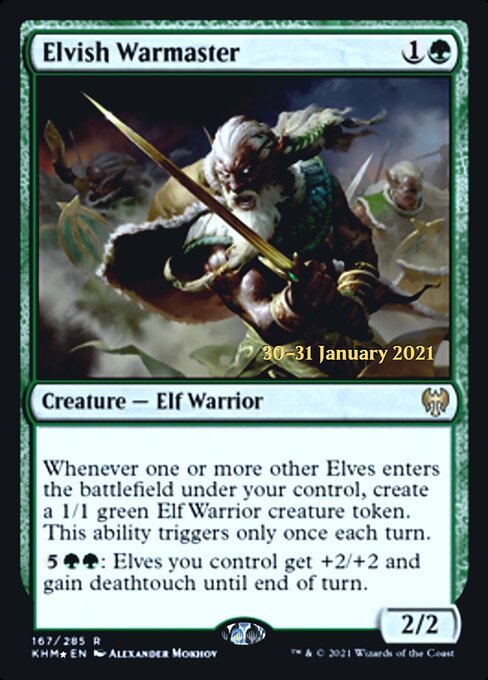 Elvish Warmaster 1
30–31 January 2021
Creature — Elf Warrior
Whenever one or more other Elves enters
the battlefield under your control, create
a 1/1 green Elf Warrior creature token.
This ability triggers only once each turn.
5: Elves you control get +2/+2 and
gain deathtouch until end of turn.
2/2
167/285 R
KHM★EN Alexander Mokhov
™ & © 2021 Wizards of the Coast